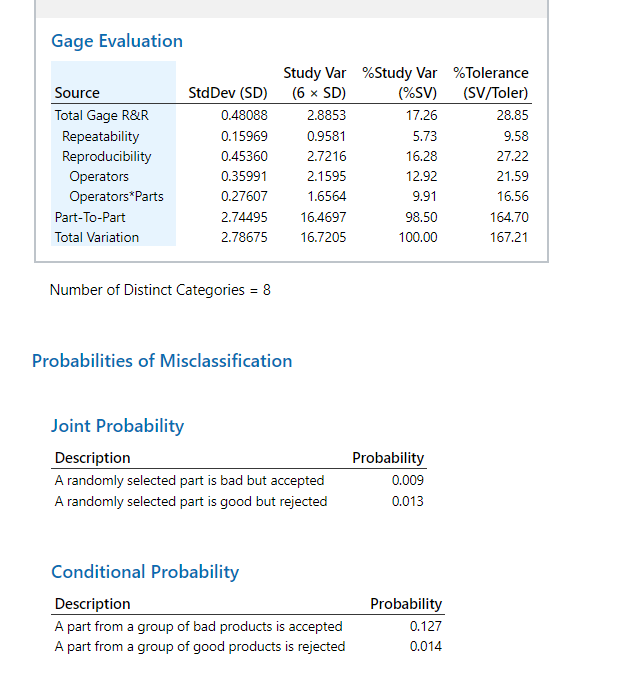 Gage Evaluation
Study Var %Study Var %Tolerance
Source StdDev (SD) (6 × SD) (%SV) (SV/Toler)
Total Gage R&R 0.48088 2.8853 17.26 28.85
Repeatability 0.15969 0.9581 5.73 9.58
Reproducibility 0.45360 2.7216 16.28 27.22
Operators 0.35991 2.1595 12.92 21.59
Operators*Parts 0.27607 1.6564 9.91 16.56
Part-To-Part 2.74495 16.4697 98.50 164.70
Total Variation 2.78675 16.7205 100.00 167.21
Number of Distinct Categories = 8
Probabilities of Misclassification
Joint Probability
Description Probability
A randomly selected part is bad but accepted 0.009
A randomly selected part is good but rejected 0.013
Conditional Probability
Description Probability
A part from a group of bad products is accepted 0.127
A part from a group of good products is rejected 0.014